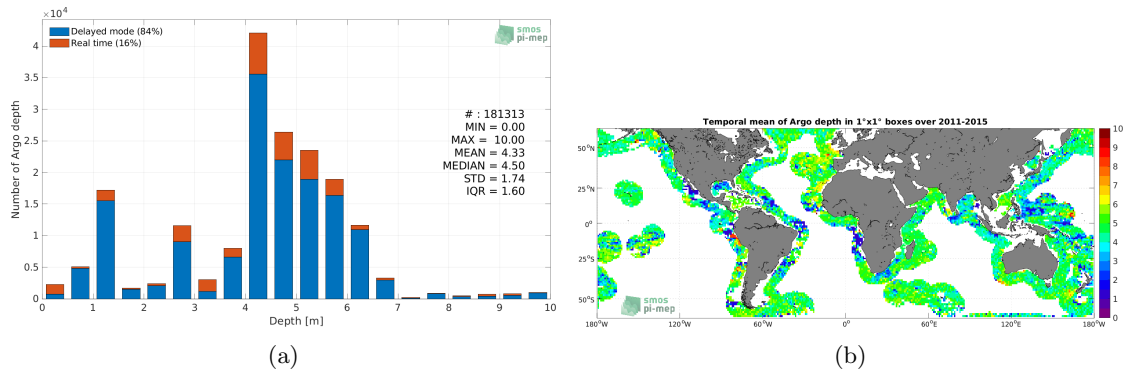 ×10⁴
Delayed mode (84%)
Real time (16%)
smos
pi-mep
4
3.5
3
2.5
2
1.5
1
0.5
0
Number of Argo depth
# : 181313
MIN = 0.00
MAX = 10.00
MEAN = 4.33
MEDIAN = 4.50
STD = 1.74
IQR = 1.60
1 2 3 4 5 6 7 8 9 10
Depth [m]
(a)
Temporal mean of Argo depth in 1°x1° boxes over 2011-2015
50°N
25°N
0°
25°S
50°S
180°W 120°W 60°W 0° 60°E 120°E 180°W
smos
pi-mep
10
9
8
7
6
5
4
3
2
1
0
(b)